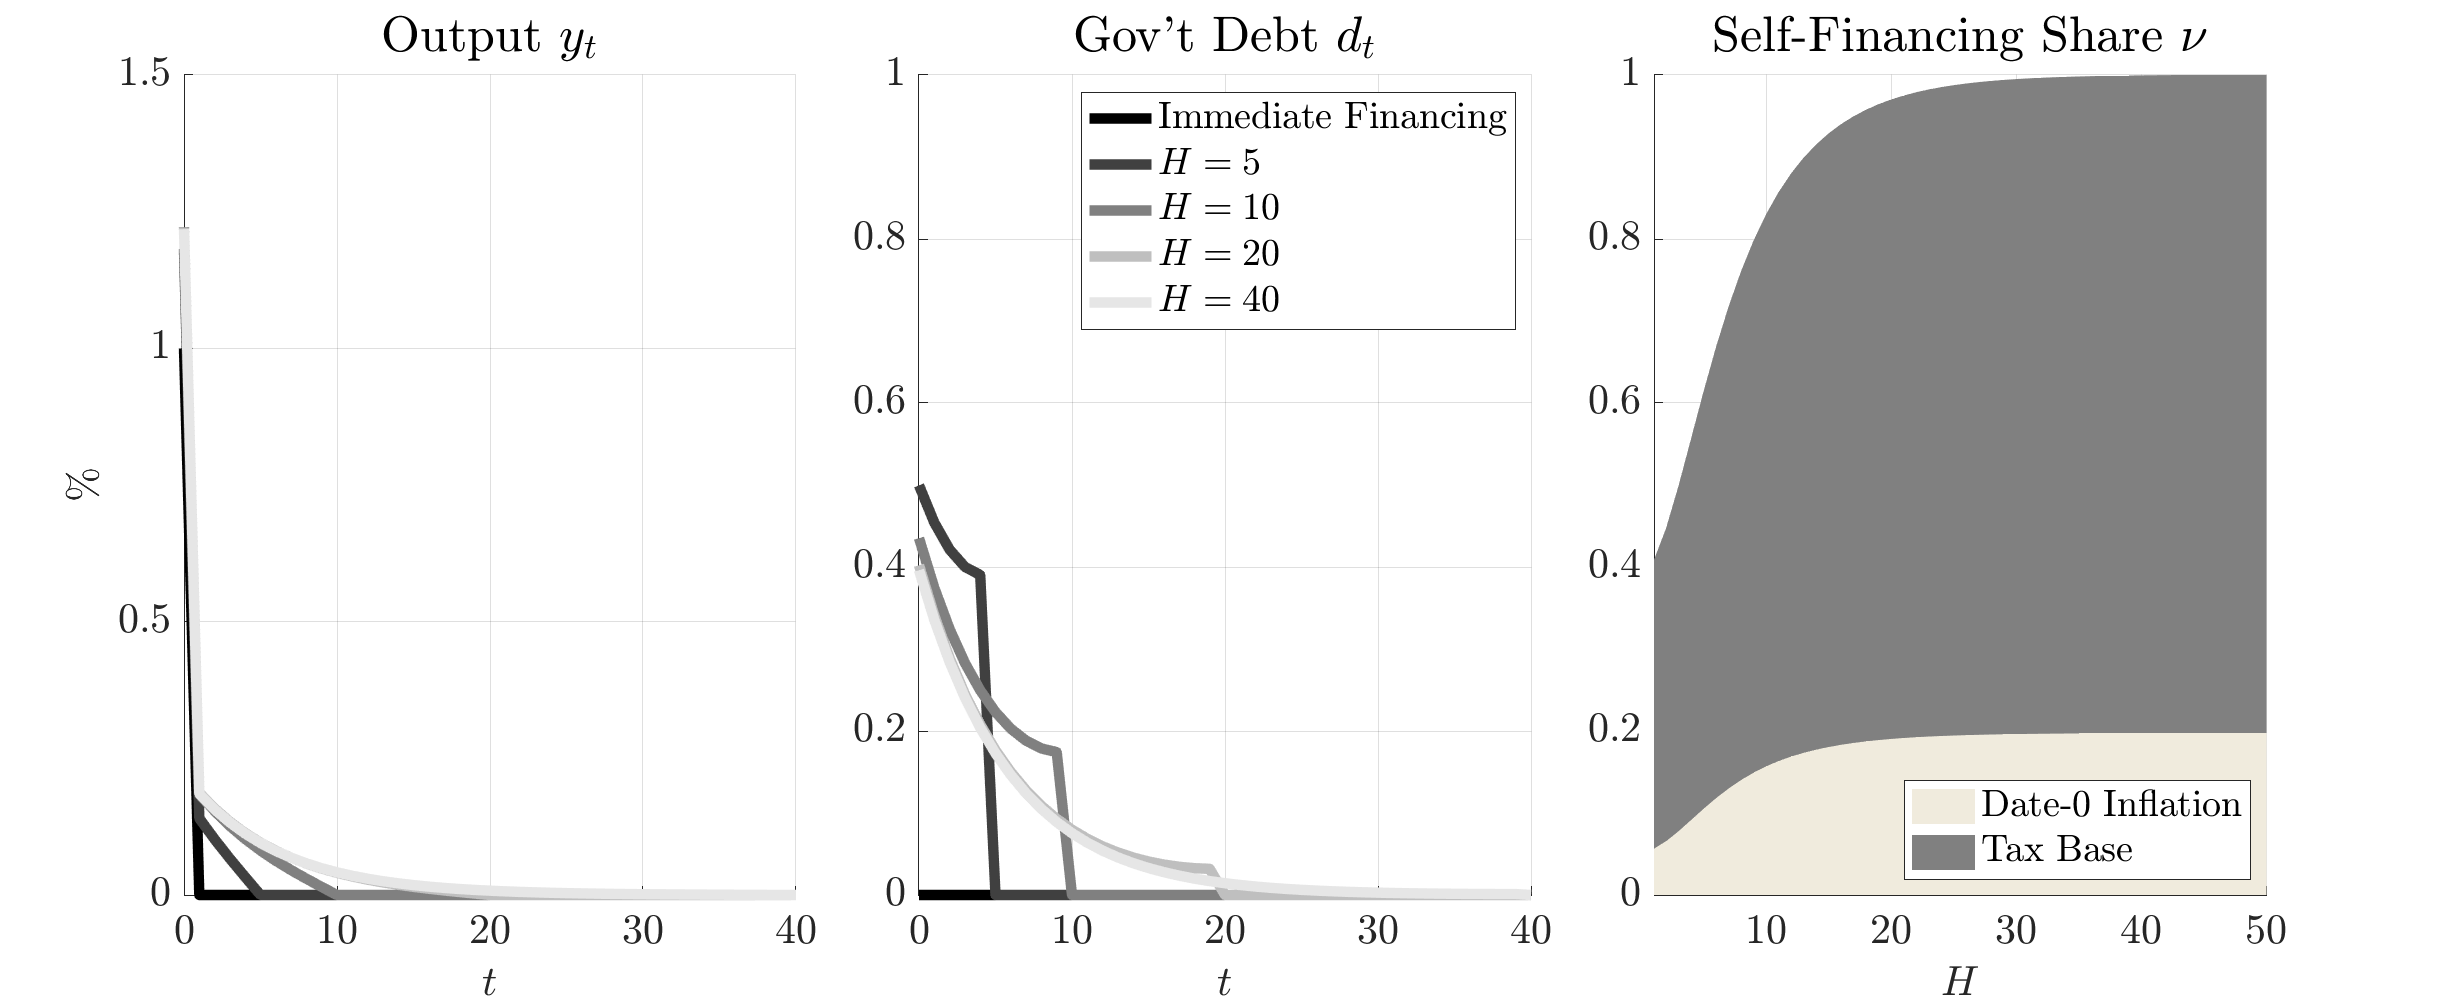 Output y_t
1.5
1
0.5
0
%
0 10 20 30 40
t
Gov't Debt d_t
1
0.8
0.6
0.4
0.2
0
Immediate Financing
H = 5
H = 10
H = 20
H = 40
0 10 20 30 40
t
Self-Financing Share ν
1
0.8
0.6
0.4
0.2
0
Date-0 Inflation
Tax Base
10 20 30 40 50
H